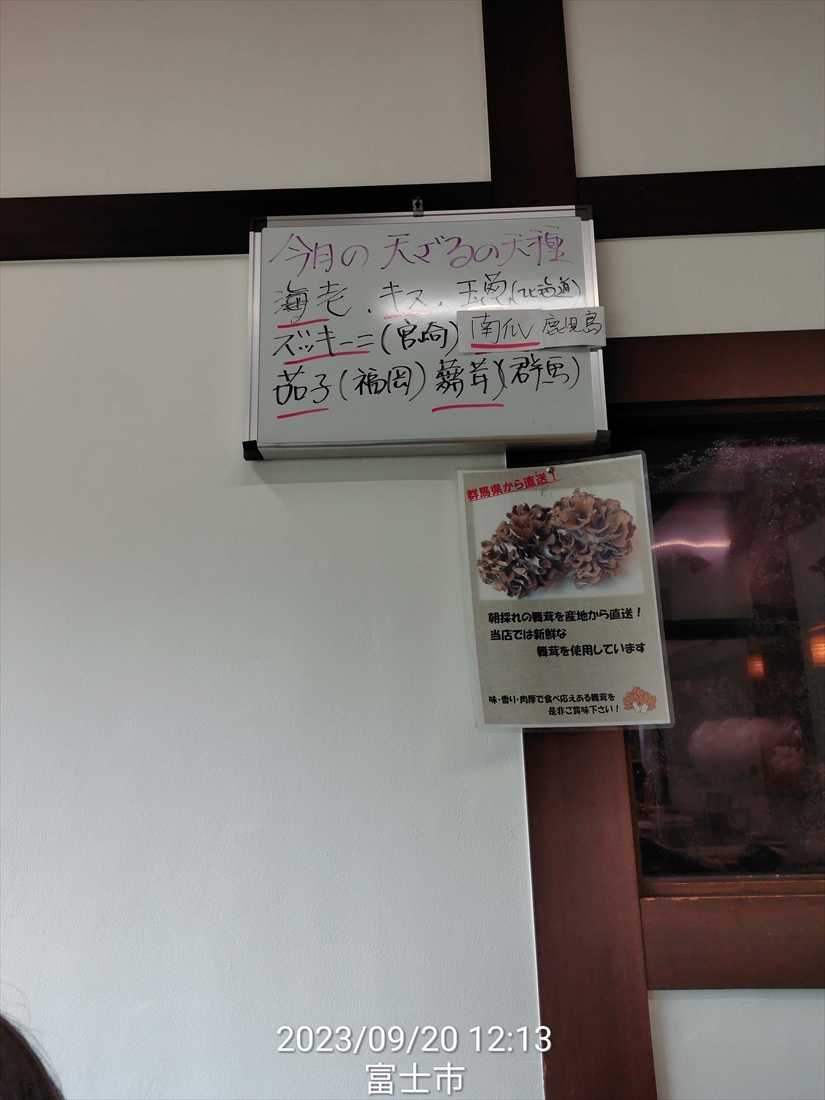 今月の天ざるの天種
海老、キス、玉葱(北海道)
ズッキーニ(宮崎) 南瓜 鹿児島
茄子(福岡) 舞茸(群馬)
群馬県から直送!
朝採れの舞茸を産地から直送!
当店では新鮮な
舞茸を使用しています
味・香り・肉厚で食べ応えある舞茸を
是非ご賞味下さい!
2023/09/20 12:13
富士市